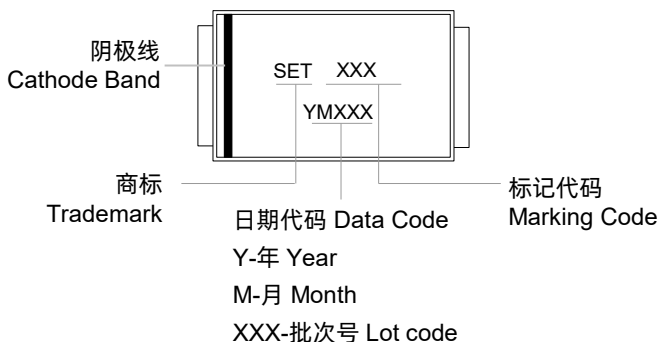 阴极线
Cathode Band
SET XXX
YMXXX
商标
Trademark
日期代码 Data Code
Y-年 Year
M-月 Month
XXX-批次号 Lot code
标记代码
Marking Code